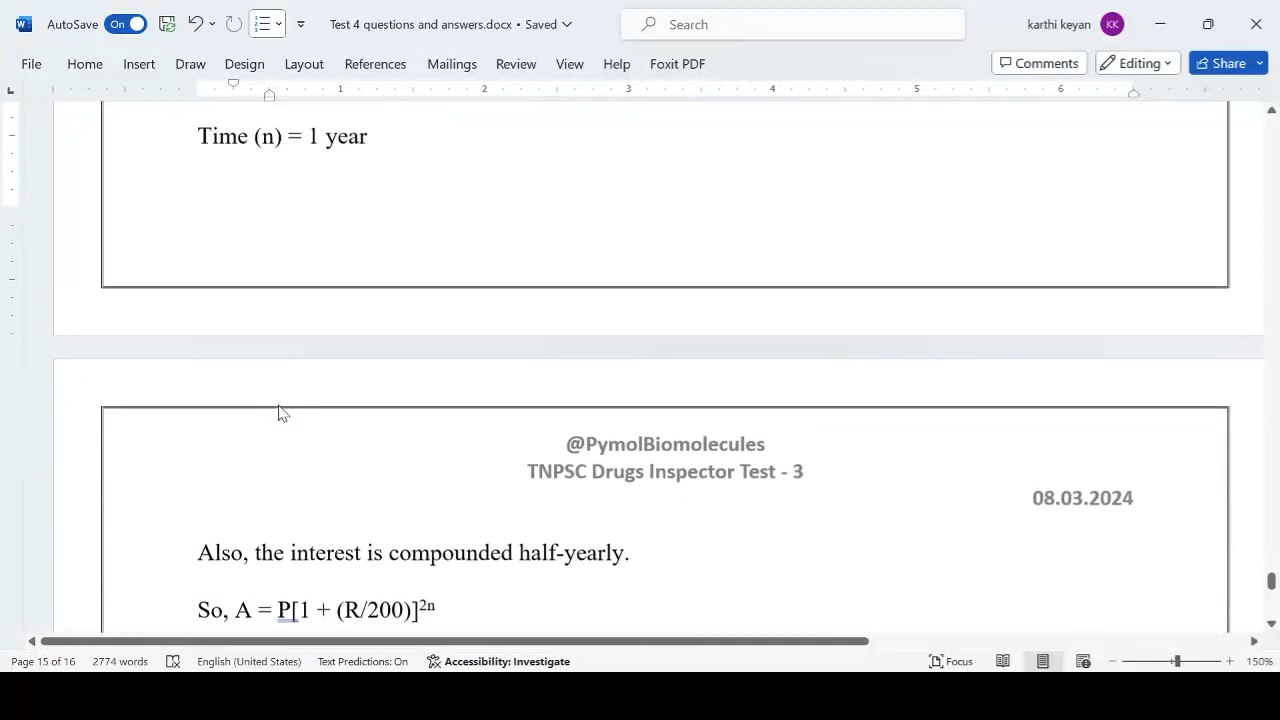 AutoSave On Test 4 questions and answers.docx • Saved Search karthi keyan KK
File Home Insert Draw Design Layout References Mailings Review View Help Foxit PDF Comments Editing Share
1 2 3 4 5 6
Time (n) = 1 year
@PymolBiomolecules
TNPSC Drugs Inspector Test - 3
08.03.2024
Also, the interest is compounded half-yearly.
So, A = P[1 + (R/200)]²ⁿ
Page 15 of 16 2774 words English (United States) Text Predictions: On Accessibility: Investigate Focus 150%